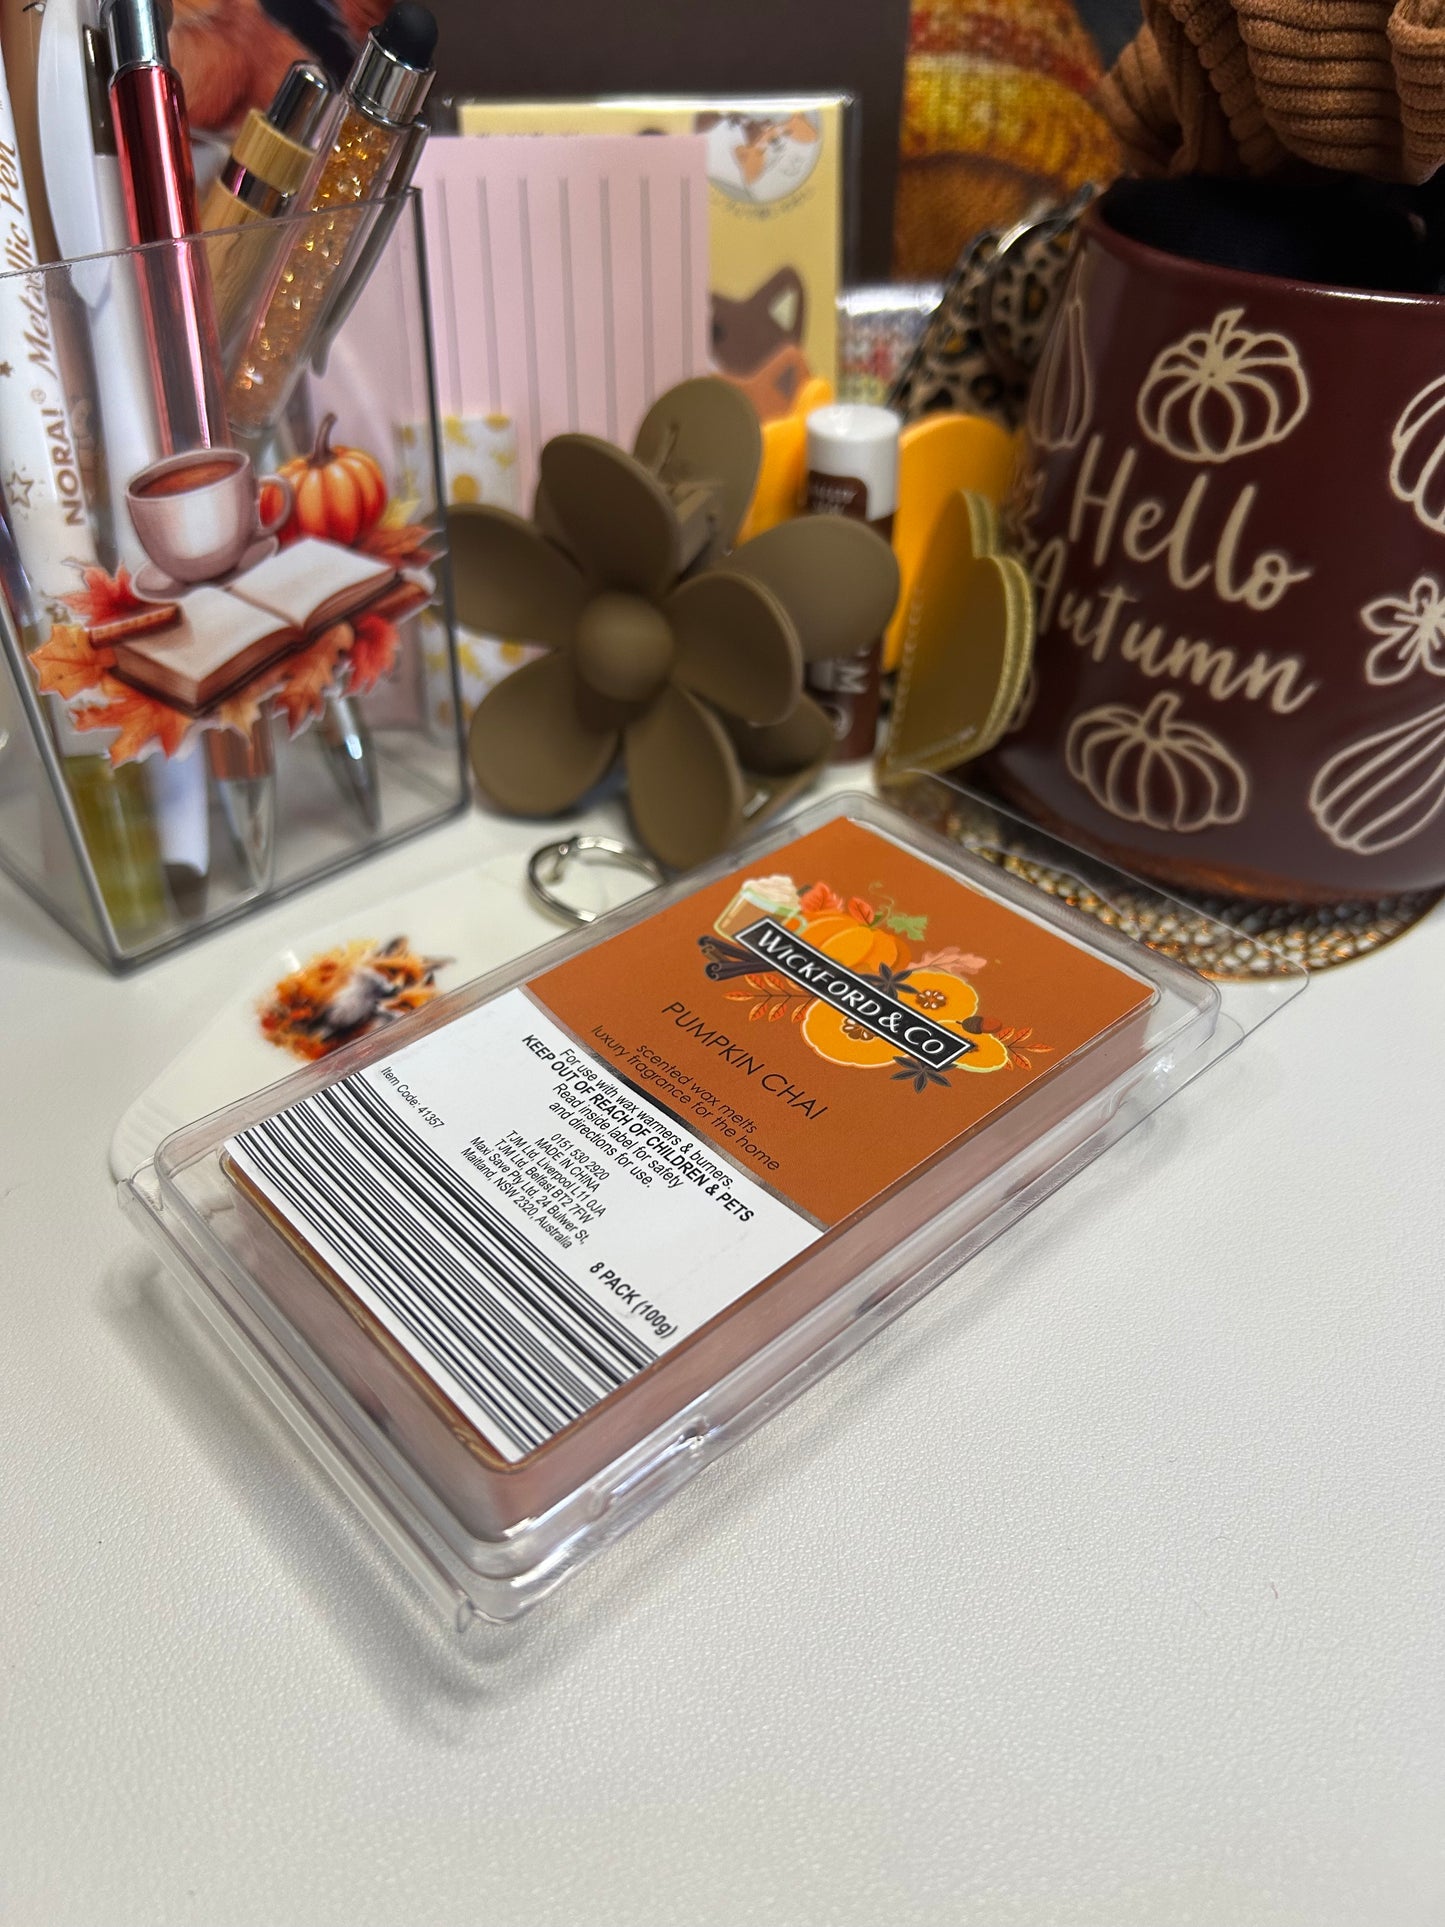 Metallic Pen
NORA!®
Hello
Autumn
WICKFORD & CO
PUMPKIN CHAI
scented wax melts
luxury fragrance for the home
For use with wax warmers & burners.
KEEP OUT OF REACH OF CHILDREN & PETS
Read inside label for safety
and directions for use.
0151 530 2920
MADE IN CHINA
TJM Ltd, Liverpool L11 0JA
TJM Ltd, Belfast BT2 7FW
Maxi Save Pty Ltd, 24 Bulwer St,
Maitland, NSW 2320, Australia
8 PACK (100g)
Item Code: 41357